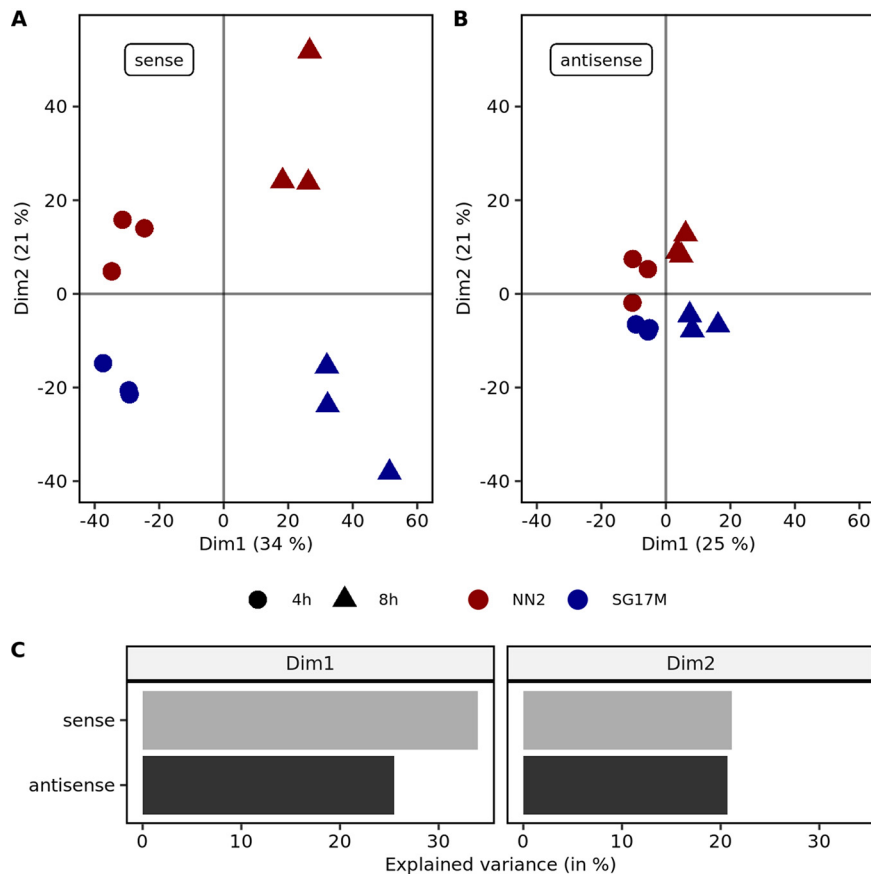 A
B
sense
antisense
Dim2 (21 %)
40
20
0
-20
-40
-40
-20
0
20
40
60
Dim1 (34 %)
Dim2 (21 %)
40
20
0
-20
-40
-40
-20
0
20
40
60
Dim1 (25 %)
4h
8h
NN2
SG17M
C
Dim1
Dim2
sense
antisense
0
10
20
30
0
10
20
30
Explained variance (in %)